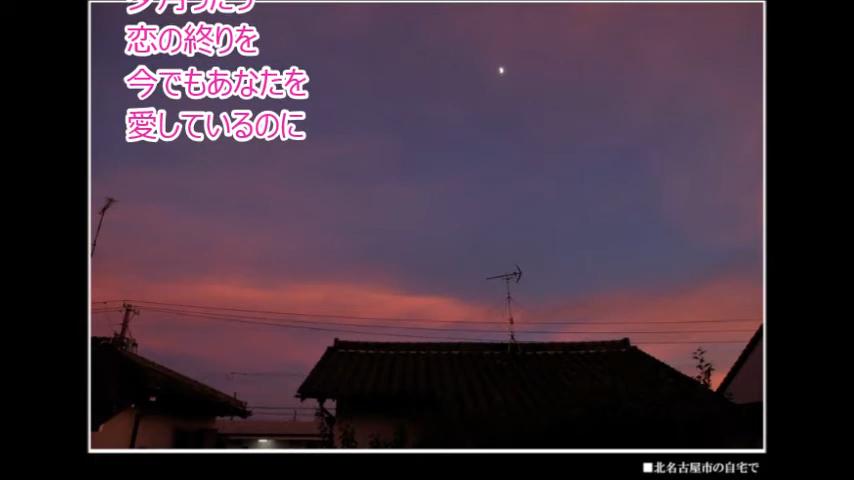 恋の終りを
今でもあなたを
愛しているのに
■北名古屋市の自宅で